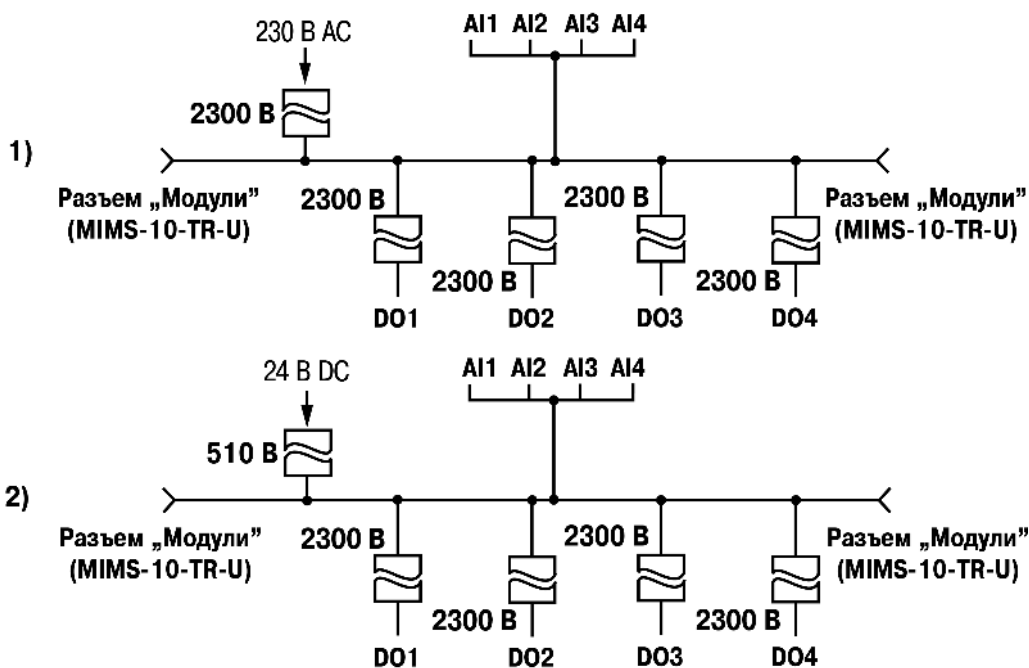 230 В AC
AI1 AI2 AI3 AI4
2300 В
1)
Разъем „Модули”
(MIMS-10-TR-U)
2300 В
2300 В
Разъем „Модули”
(MIMS-10-TR-U)
2300 В
2300 В
DO1 DO2 DO3 DO4
24 В DC
AI1 AI2 AI3 AI4
510 В
2)
Разъем „Модули”
(MIMS-10-TR-U)
2300 В
2300 В
Разъем „Модули”
(MIMS-10-TR-U)
2300 В
2300 В
DO1 DO2 DO3 DO4